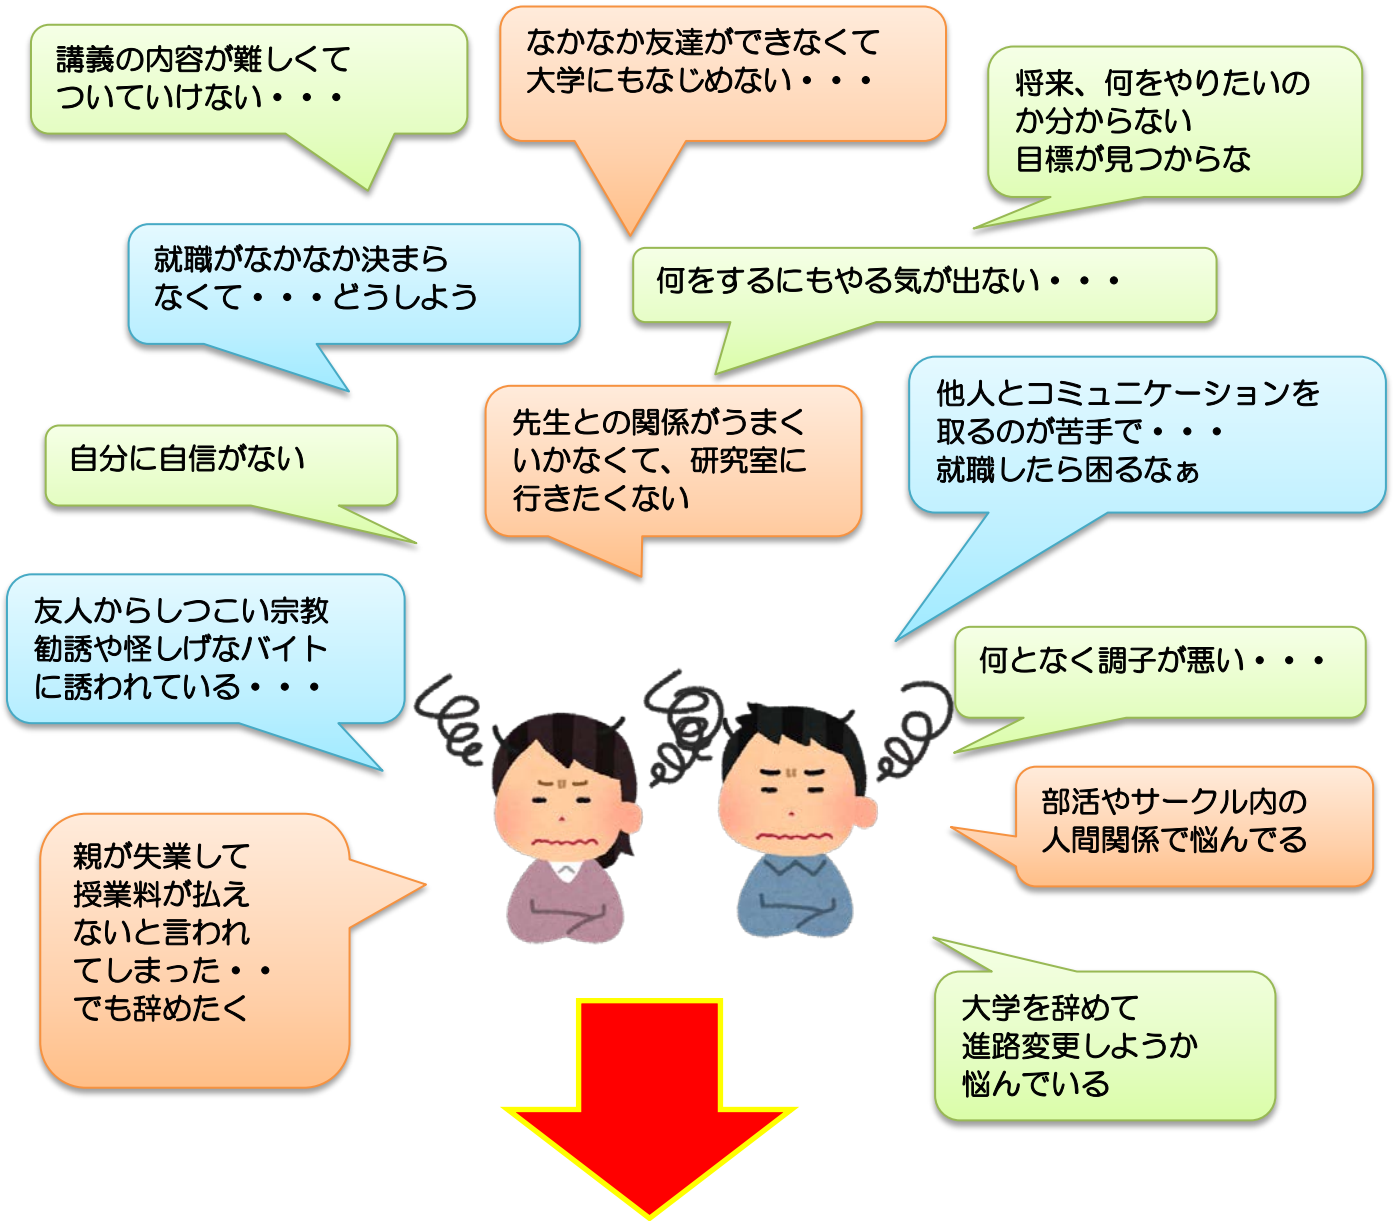 講義の内容が難しくて
ついていけない・・・
なかなか友達ができなくて
大学にもなじめない・・・
将来、何をやりたいの
か分からない
目標が見つからな
就職がなかなか決まら
なくて・・・どうしよう
何をするにもやる気が出ない・・・
他人とコミュニケーションを
取るのが苦手で・・・
就職したら困るなぁ
先生との関係がうまく
いかなくて、研究室に
行きたくない
自分に自信がない
友人からしつこい宗教
勧誘や怪しげなバイト
に誘われている・・・
何となく調子が悪い・・・
部活やサークル内の
人間関係で悩んでる
親が失業して
授業料が払え
ないと言われ
てしまった・・
でも辞めたく
大学を辞めて
進路変更しようか
悩んでいる